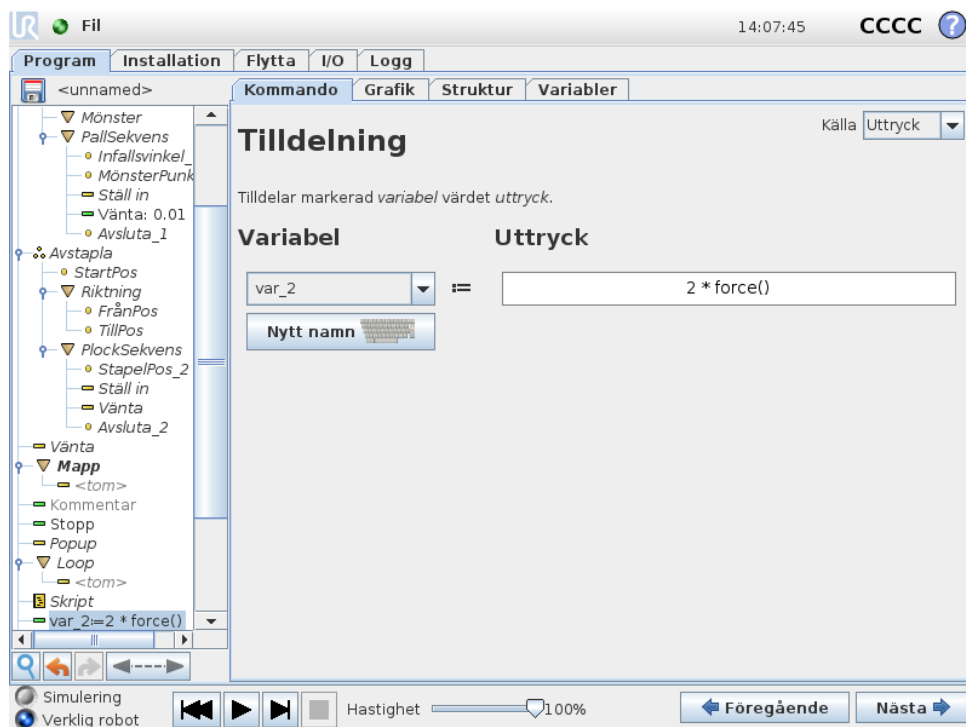 UR Fil 14:07:45 CCCC ?
Program Installation Flytta I/O Logg
<unnamed>
Kommando Grafik Struktur Variabler
Mönster
PallSekvens
Infallsvinkel_
MönsterPunk
Ställ in
Vänta: 0.01
Avsluta_1
Avstapla
StartPos
Riktning
FrånPos
TillPos
PlockSekvens
StapelPos_2
Ställ in
Vänta
Avsluta_2
Vänta
Mapp
<tom>
Kommentar
Stopp
Popup
Loop
<tom>
Skript
var_2:=2 * force()
Tilldelning
Källa Uttryck
Tilldelar markerad variabel värdet uttryck.
Variabel Uttryck
var_2 := 2 * force()
Nytt namn
Simulering
Verklig robot
Hastighet 100%
Föregående Nästa